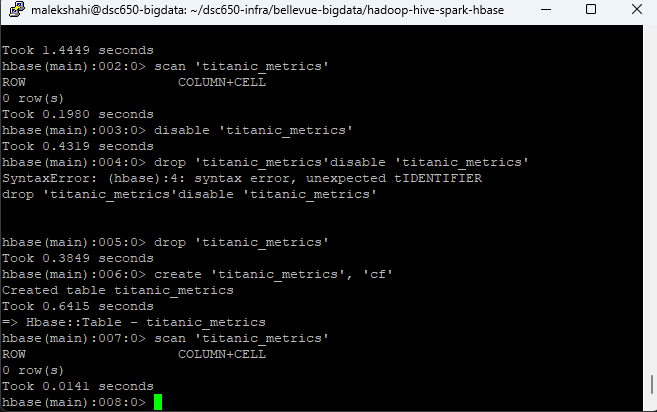 malekshahi@dsc650-bigdata: ~/dsc650-infra/bellevue-bigdata/hadoop-hive-spark-hbase
Took 1.4449 seconds
hbase(main):002:0> scan 'titanic_metrics'
ROW                   COLUMN+CELL
0 row(s)
Took 0.1980 seconds
hbase(main):003:0> disable 'titanic_metrics'
Took 0.4319 seconds
hbase(main):004:0> drop 'titanic_metrics'disable 'titanic_metrics'
SyntaxError: (hbase):4: syntax error, unexpected tIDENTIFIER
drop 'titanic_metrics'disable 'titanic_metrics'
hbase(main):005:0> drop 'titanic_metrics'
Took 0.3849 seconds
hbase(main):006:0> create 'titanic_metrics', 'cf'
Created table titanic_metrics
Took 0.6415 seconds
=> Hbase::Table - titanic_metrics
hbase(main):007:0> scan 'titanic_metrics'
ROW                   COLUMN+CELL
0 row(s)
Took 0.0141 seconds
hbase(main):008:0>